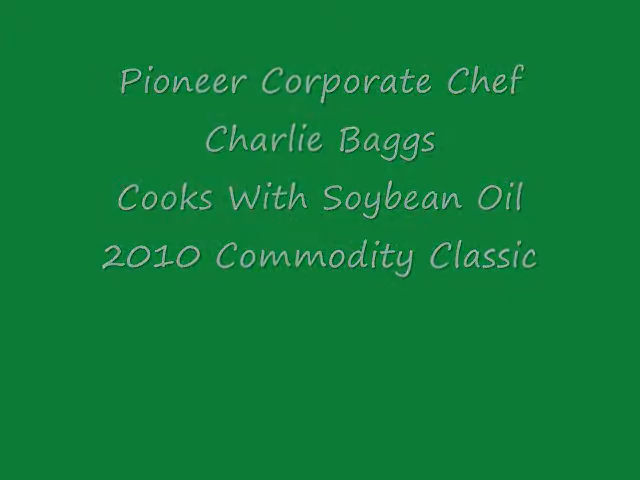 Pioneer Corporate Chef
Charlie Baggs
Cooks With Soybean Oil
2010 Commodity Classic